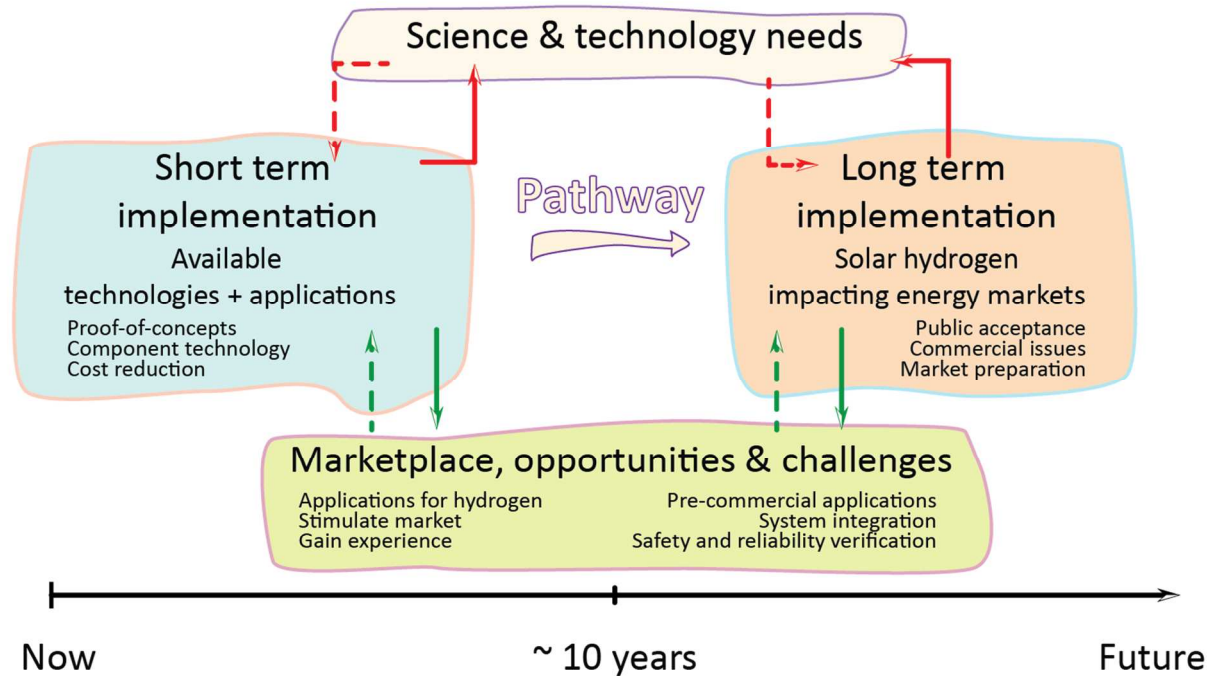 Science & technology needs
Short term
implementation
Available
technologies + applications
Proof-of-concepts
Component technology
Cost reduction
Pathway
Long term
implementation
Solar hydrogen
impacting energy markets
Public acceptance
Commercial issues
Market preparation
Marketplace, opportunities & challenges
Applications for hydrogen
Stimulate market
Gain experience
Pre-commercial applications
System integration
Safety and reliability verification
Now
~ 10 years
Future